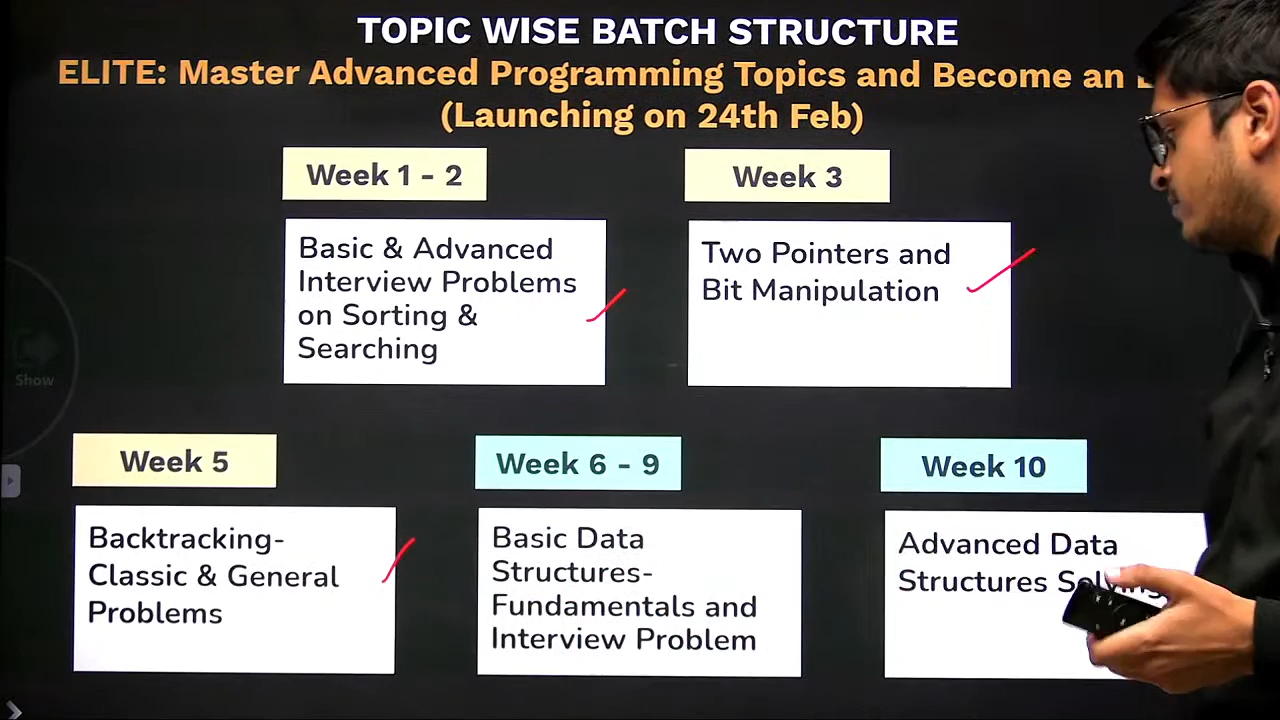 TOPIC WISE BATCH STRUCTURE
ELITE: Master Advanced Programming Topics and Become an
(Launching on 24th Feb)
Week 1 - 2
Week 3
Basic & Advanced
Interview Problems
on Sorting &
Searching
Two Pointers and
Bit Manipulation
Show
Week 5
Week 6 - 9
Week 10
Backtracking-
Classic & General
Problems
Basic Data
Structures-
Fundamentals and
Interview Problem
Advanced Data
Structures